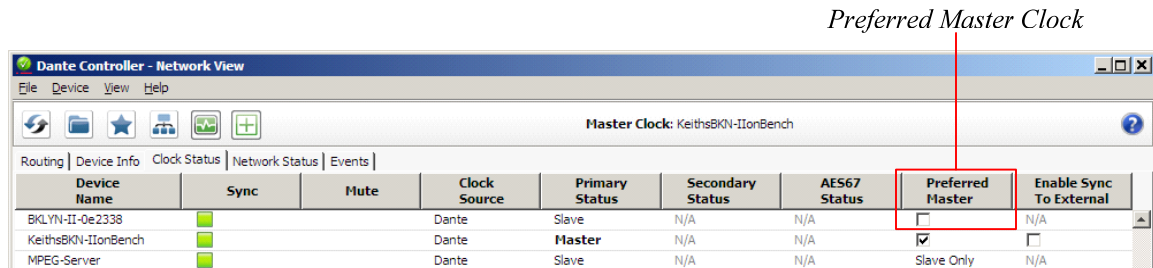 Preferred Master Clock
Dante Controller - Network View
File Device View Help
Master Clock: KeithsBKN-IIonBench
?
Routing Device Info Clock Status Network Status Events
Device Name Sync Mute Clock Source Primary Status Secondary Status AES67 Status Preferred Master Enable Sync To External
BKLYN-II-0e2338 Dante Slave N/A N/A N/A
KeithsBKN-IIonBench Dante Master N/A N/A
MPEG-Server Dante Slave N/A N/A Slave Only N/A